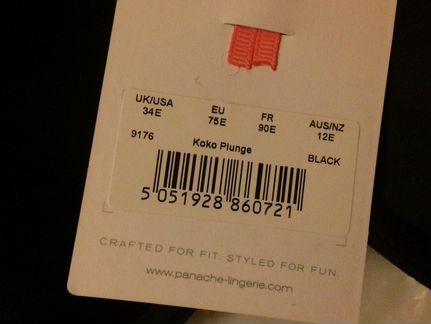 UK/USA EU FR AUS/NZ
34E 75E 90E 12E
9176 Koko Plunge BLACK
5 051928 860721
CRAFTED FOR FIT. STYLED FOR FUN.
www.panache-lingerie.com